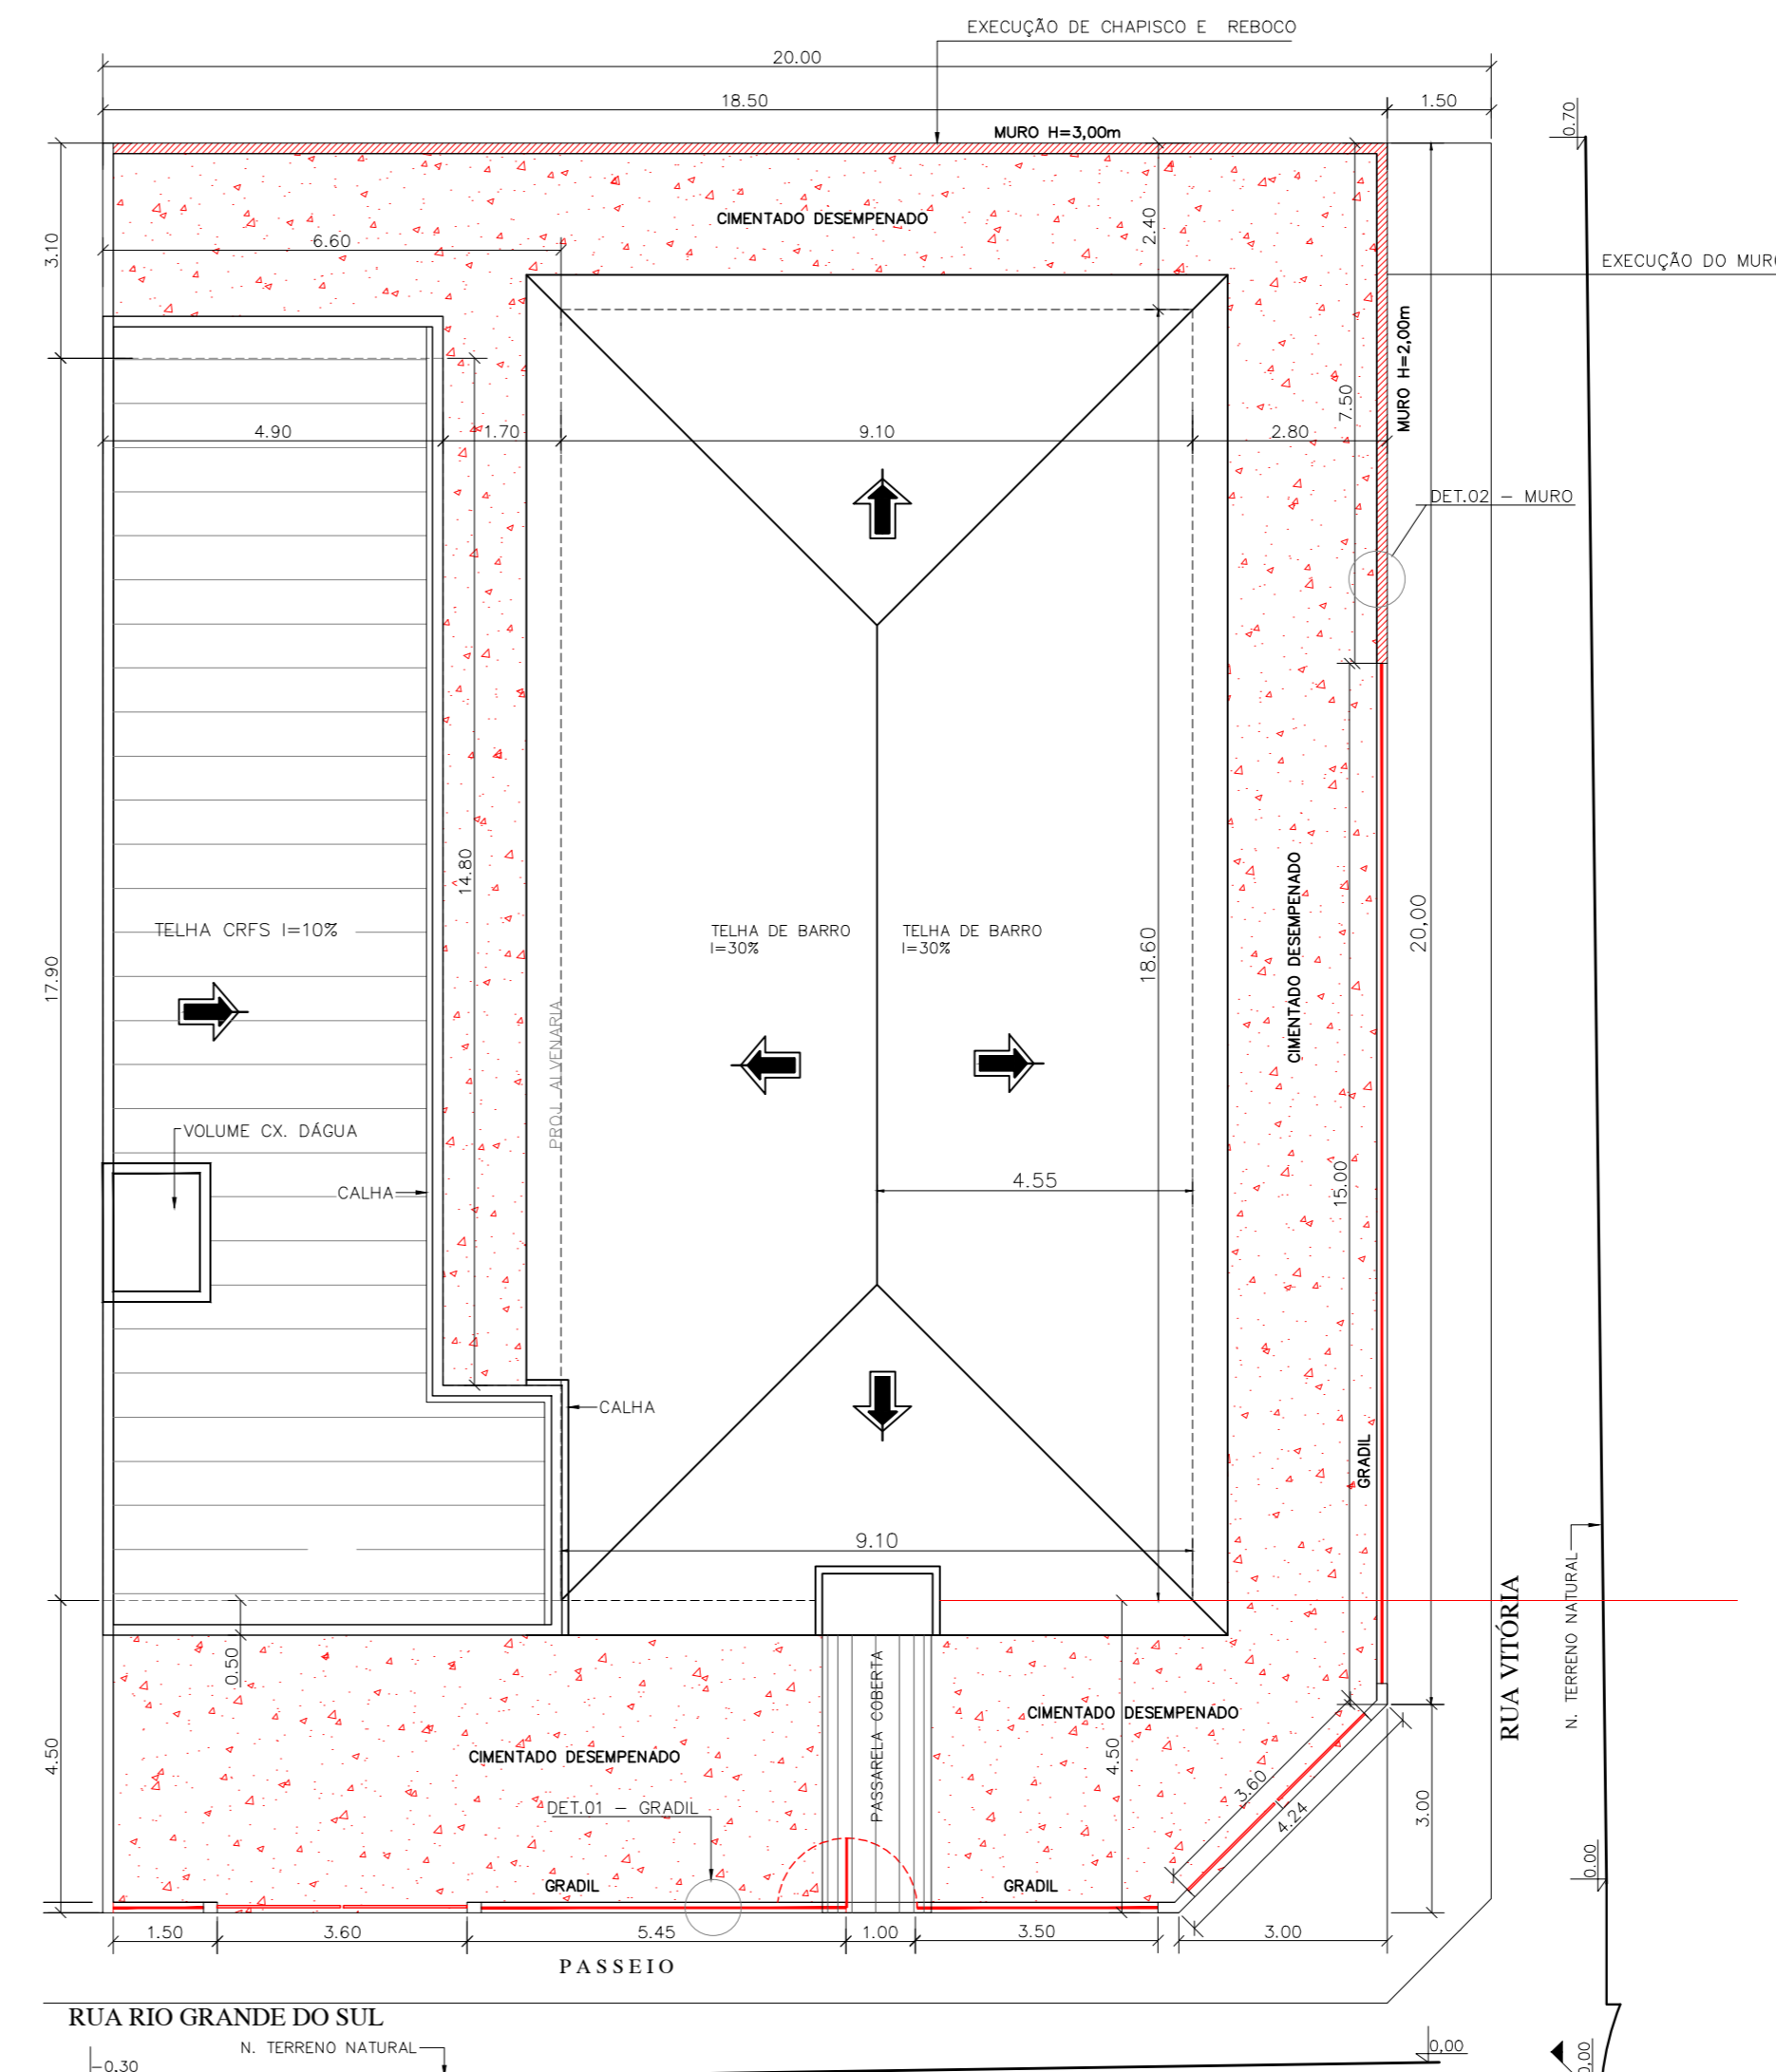 EXECUÇÃO DE CHAPISCO E REBOCO
20.00
18.50
1.50
0.70
MURO H=3,00m
CIMENTADO DESEMPENADO
2.40
3.10
6.60
EXECUÇÃO DO MURO
MURO H=2,00m
7.50
4.90
1.70
9.10
2.80
DET.02 – MURO
14.80
TELHA CRFS I=10%
TELHA DE BARRO
I=30%
TELHA DE BARRO
I=30%
18.60
CIMENTADO DESEMPENADO
20,00
17.90
PROJ. ALVENARIA
VOLUME CX. DÁGUA
CALHA
4.55
15.00
CALHA
GRADIL
9.10
N. TERRENO NATURAL
RUA VITÓRIA
0.50
PASSARELA COBERTA
CIMENTADO DESEMPENADO
CIMENTADO DESEMPENADO
4.50
4.50
3.60
4.24
3.00
DET.01 – GRADIL
GRADIL
GRADIL
0.00
1.50
3.60
5.45
1.00
3.50
3.00
PASSEIO
RUA RIO GRANDE DO SUL
N. TERRENO NATURAL
-0,30
0,00